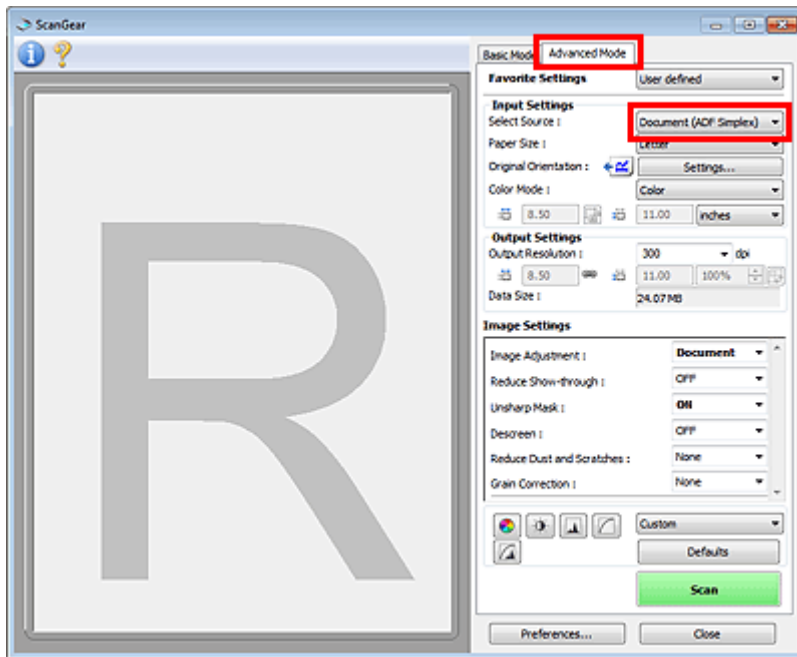 ScanGear
Basic Mode Advanced Mode
Favorite Settings User defined
Input Settings
Select Source : Document (ADF Simplex)
Paper Size : Letter
Original Orientation : Settings...
Color Mode : Color
8.50 11.00 inches
Output Settings
Output Resolution : 300 dpi
8.50 11.00 100%
Data Size : 24.07 MB
Image Settings
Image Adjustment : Document
Reduce Show-through : OFF
Unsharp Mask : ON
Descreen : OFF
Reduce Dust and Scratches : None
Grain Correction : None
Custom
Defaults
Scan
Preferences... Close
R